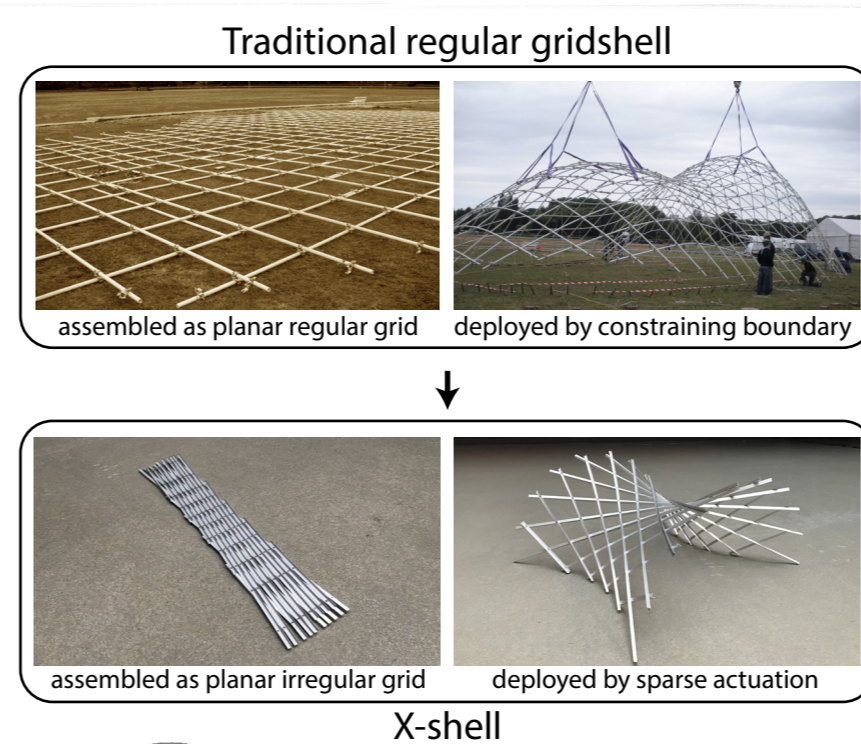 Traditional regular gridshell
assembled as planar regular grid
deployed by constraining boundary
assembled as planar irregular grid
deployed by sparse actuation
X-shell